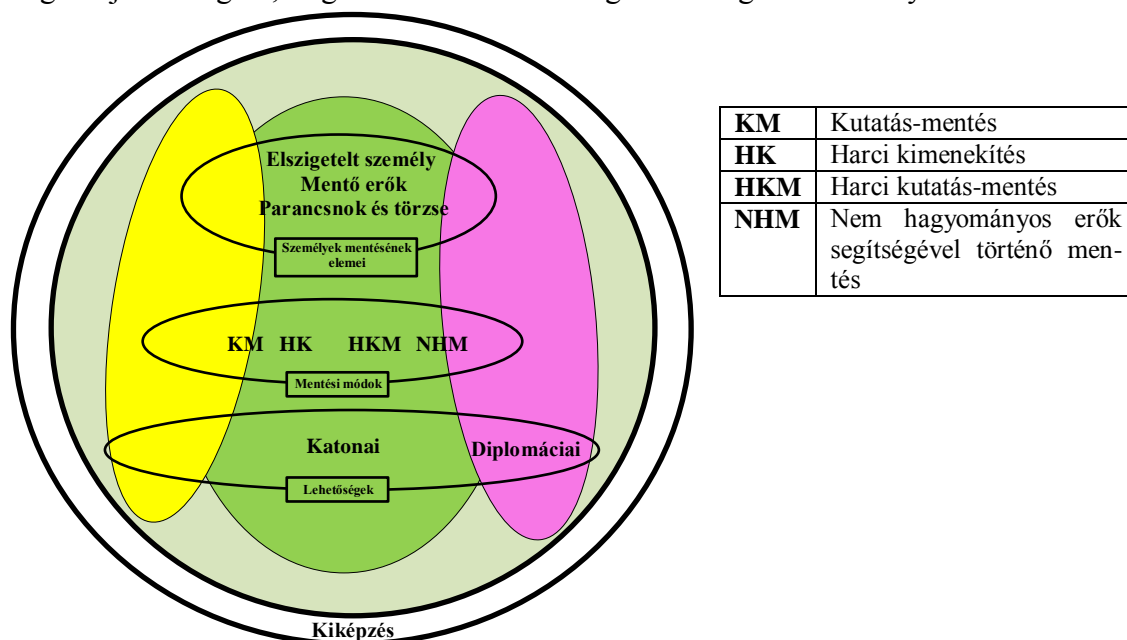 Elszigetelt személy
Mentő erők
Parancsnok és törzse
Személyek mentésének
elemei
KM HK HKM NHM
Mentési módok
Katonai
Diplomáciai
Lehetőségek
Kiképzés
KM Kutatás-mentés
HK Harci kimenekítés
HKM Harci kutatás-mentés
NHM Nem hagyományos erők
segítségével történő men-
tés